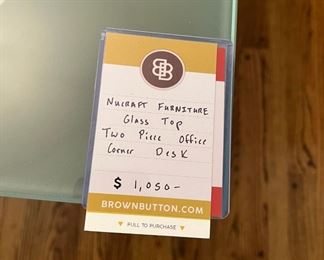 BB
NUCRAFT FURNITURE
GLASS TOP
TWO PIECE OFFICE
CORNER DESK
$ 1,050-
BROWNBUTTON.COM
PULL TO PURCHASE